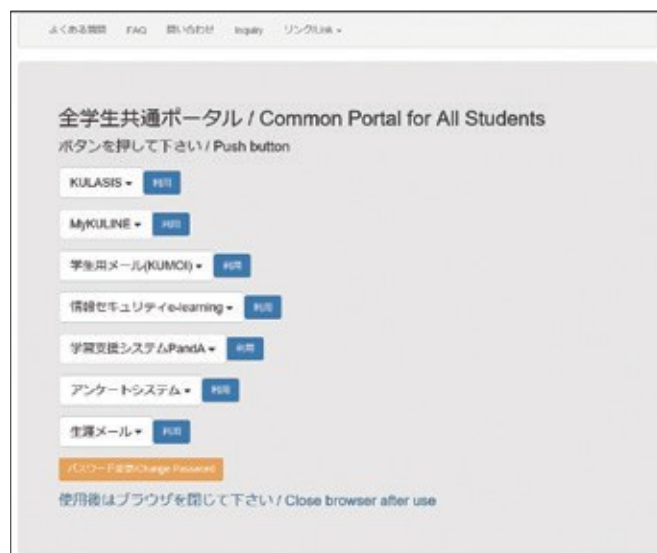 よくある質問 FAQ 問い合わせ Inquiry リンク/Link
全学生共通ポータル / Common Portal for All Students
ボタンを押して下さい / Push button
KULASIS 利用
MyKULINE 利用
学生用メール(KUMOI) 利用
情報セキュリティe-learning 利用
学習支援システムPandA 利用
アンケートシステム 利用
生涯メール 利用
パスワード変更/Change Password
使用後はブラウザを閉じて下さい / Close browser after use